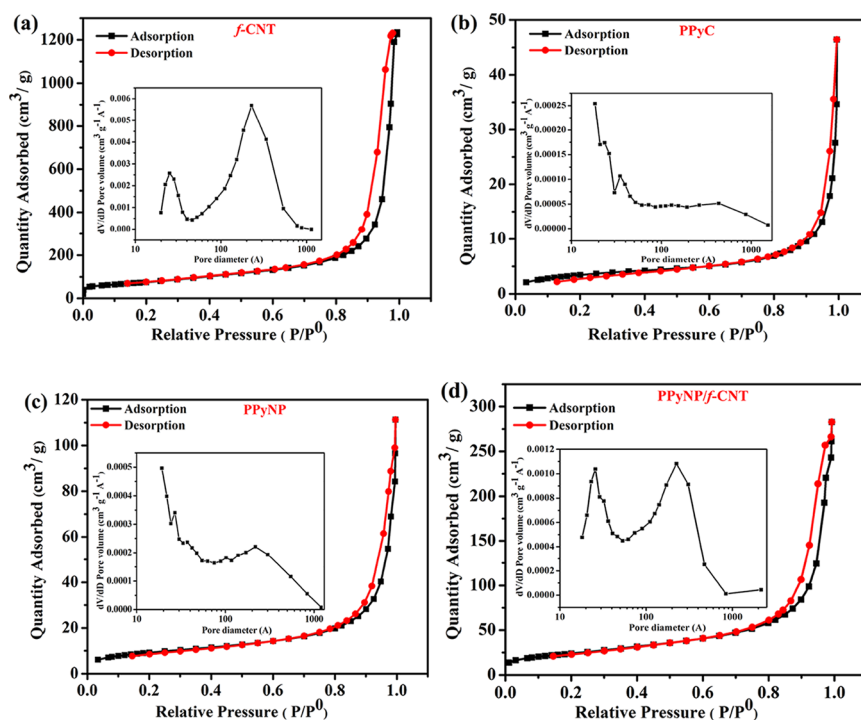 (a)
f-CNT
Adsorption
Desorption
Quantity Adsorbed (cm³/ g)
1200
1000
800
600
400
200
0
0.0 0.2 0.4 0.6 0.8 1.0
Relative Pressure ( P/P⁰)
dV/dD Pore volume (cm³ g⁻¹ A⁻¹)
0.006
0.005
0.004
0.003
0.002
0.001
0.000
10 100 1000
Pore diameter (A)
(b)
PPyC
Adsorption
Desorption
Quantity Adsorbed (cm³/ g)
50
40
30
20
10
0
0.0 0.2 0.4 0.6 0.8 1.0
Relative Pressure ( P/P⁰)
dV/dD Pore volume (cm³ g⁻¹ A⁻¹)
0.00025
0.00020
0.00015
0.00010
0.00005
0.00000
10 100 1000
Pore diameter (A)
(c)
PPyNP
Adsorption
Desorption
Quantity Adsorbed (cm³/ g)
120
100
80
60
40
20
0
0.0 0.2 0.4 0.6 0.8 1.0
Relative Pressure ( P/P⁰)
dV/dD Pore volume (cm³ g⁻¹ A⁻¹)
0.0005
0.0004
0.0003
0.0002
0.0001
0.0000
10 100 1000
Pore diameter (A)
(d)
PPyNP/f-CNT
Adsorption
Desorption
Quantity Adsorbed (cm³/ g)
300
250
200
150
100
50
0
0.0 0.2 0.4 0.6 0.8 1.0
Relative Pressure ( P/P⁰)
dV/dD Pore volume (cm³ g⁻¹ A⁻¹)
0.0010
0.0008
0.0006
0.0004
0.0002
0.0000
10 100 1000
Pore diameter (A)